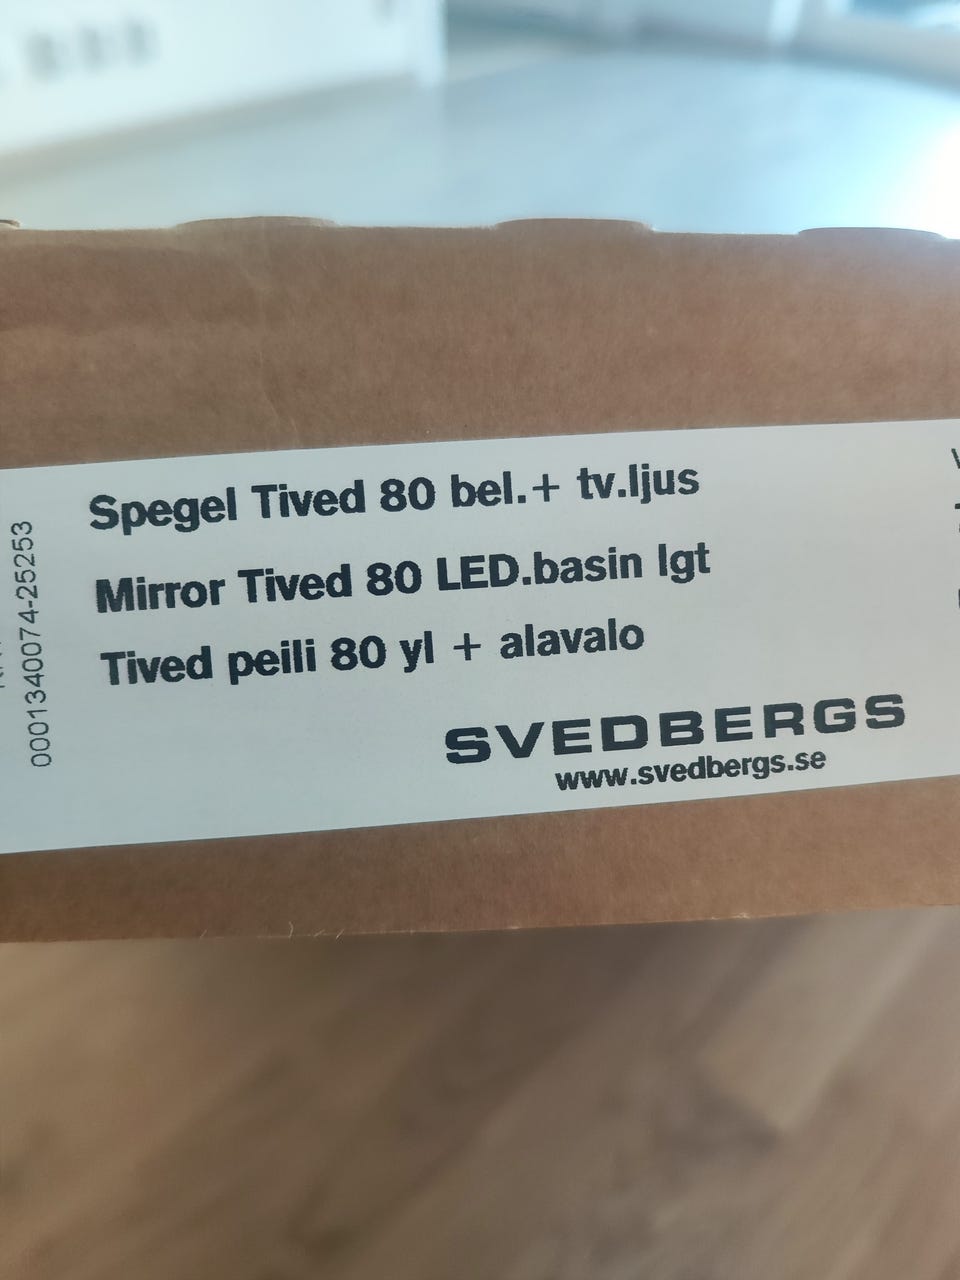 Spegel Tived 80 bel.+ tv.ljus
Mirror Tived 80 LED.basin lgt
Tived peili 80 yl + alavalo
SVEDBERGS
www.svedbergs.se
0001340074-25253